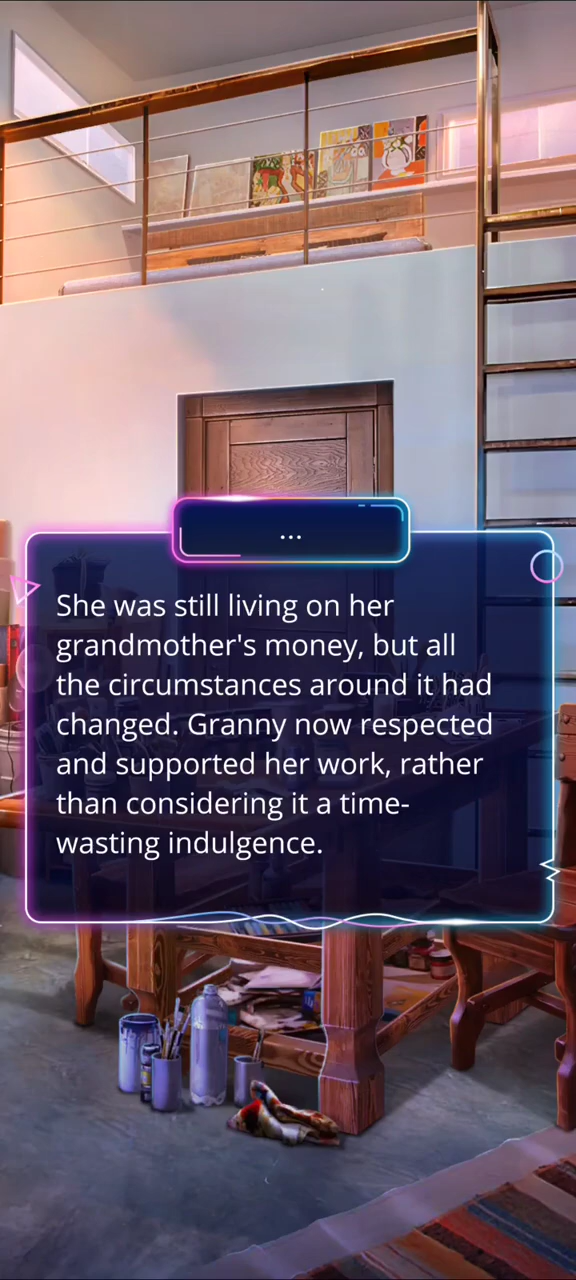 ...
She was still living on her
grandmother's money, but all
the circumstances around it had
changed. Granny now respected
and supported her work, rather
than considering it a time-
wasting indulgence.